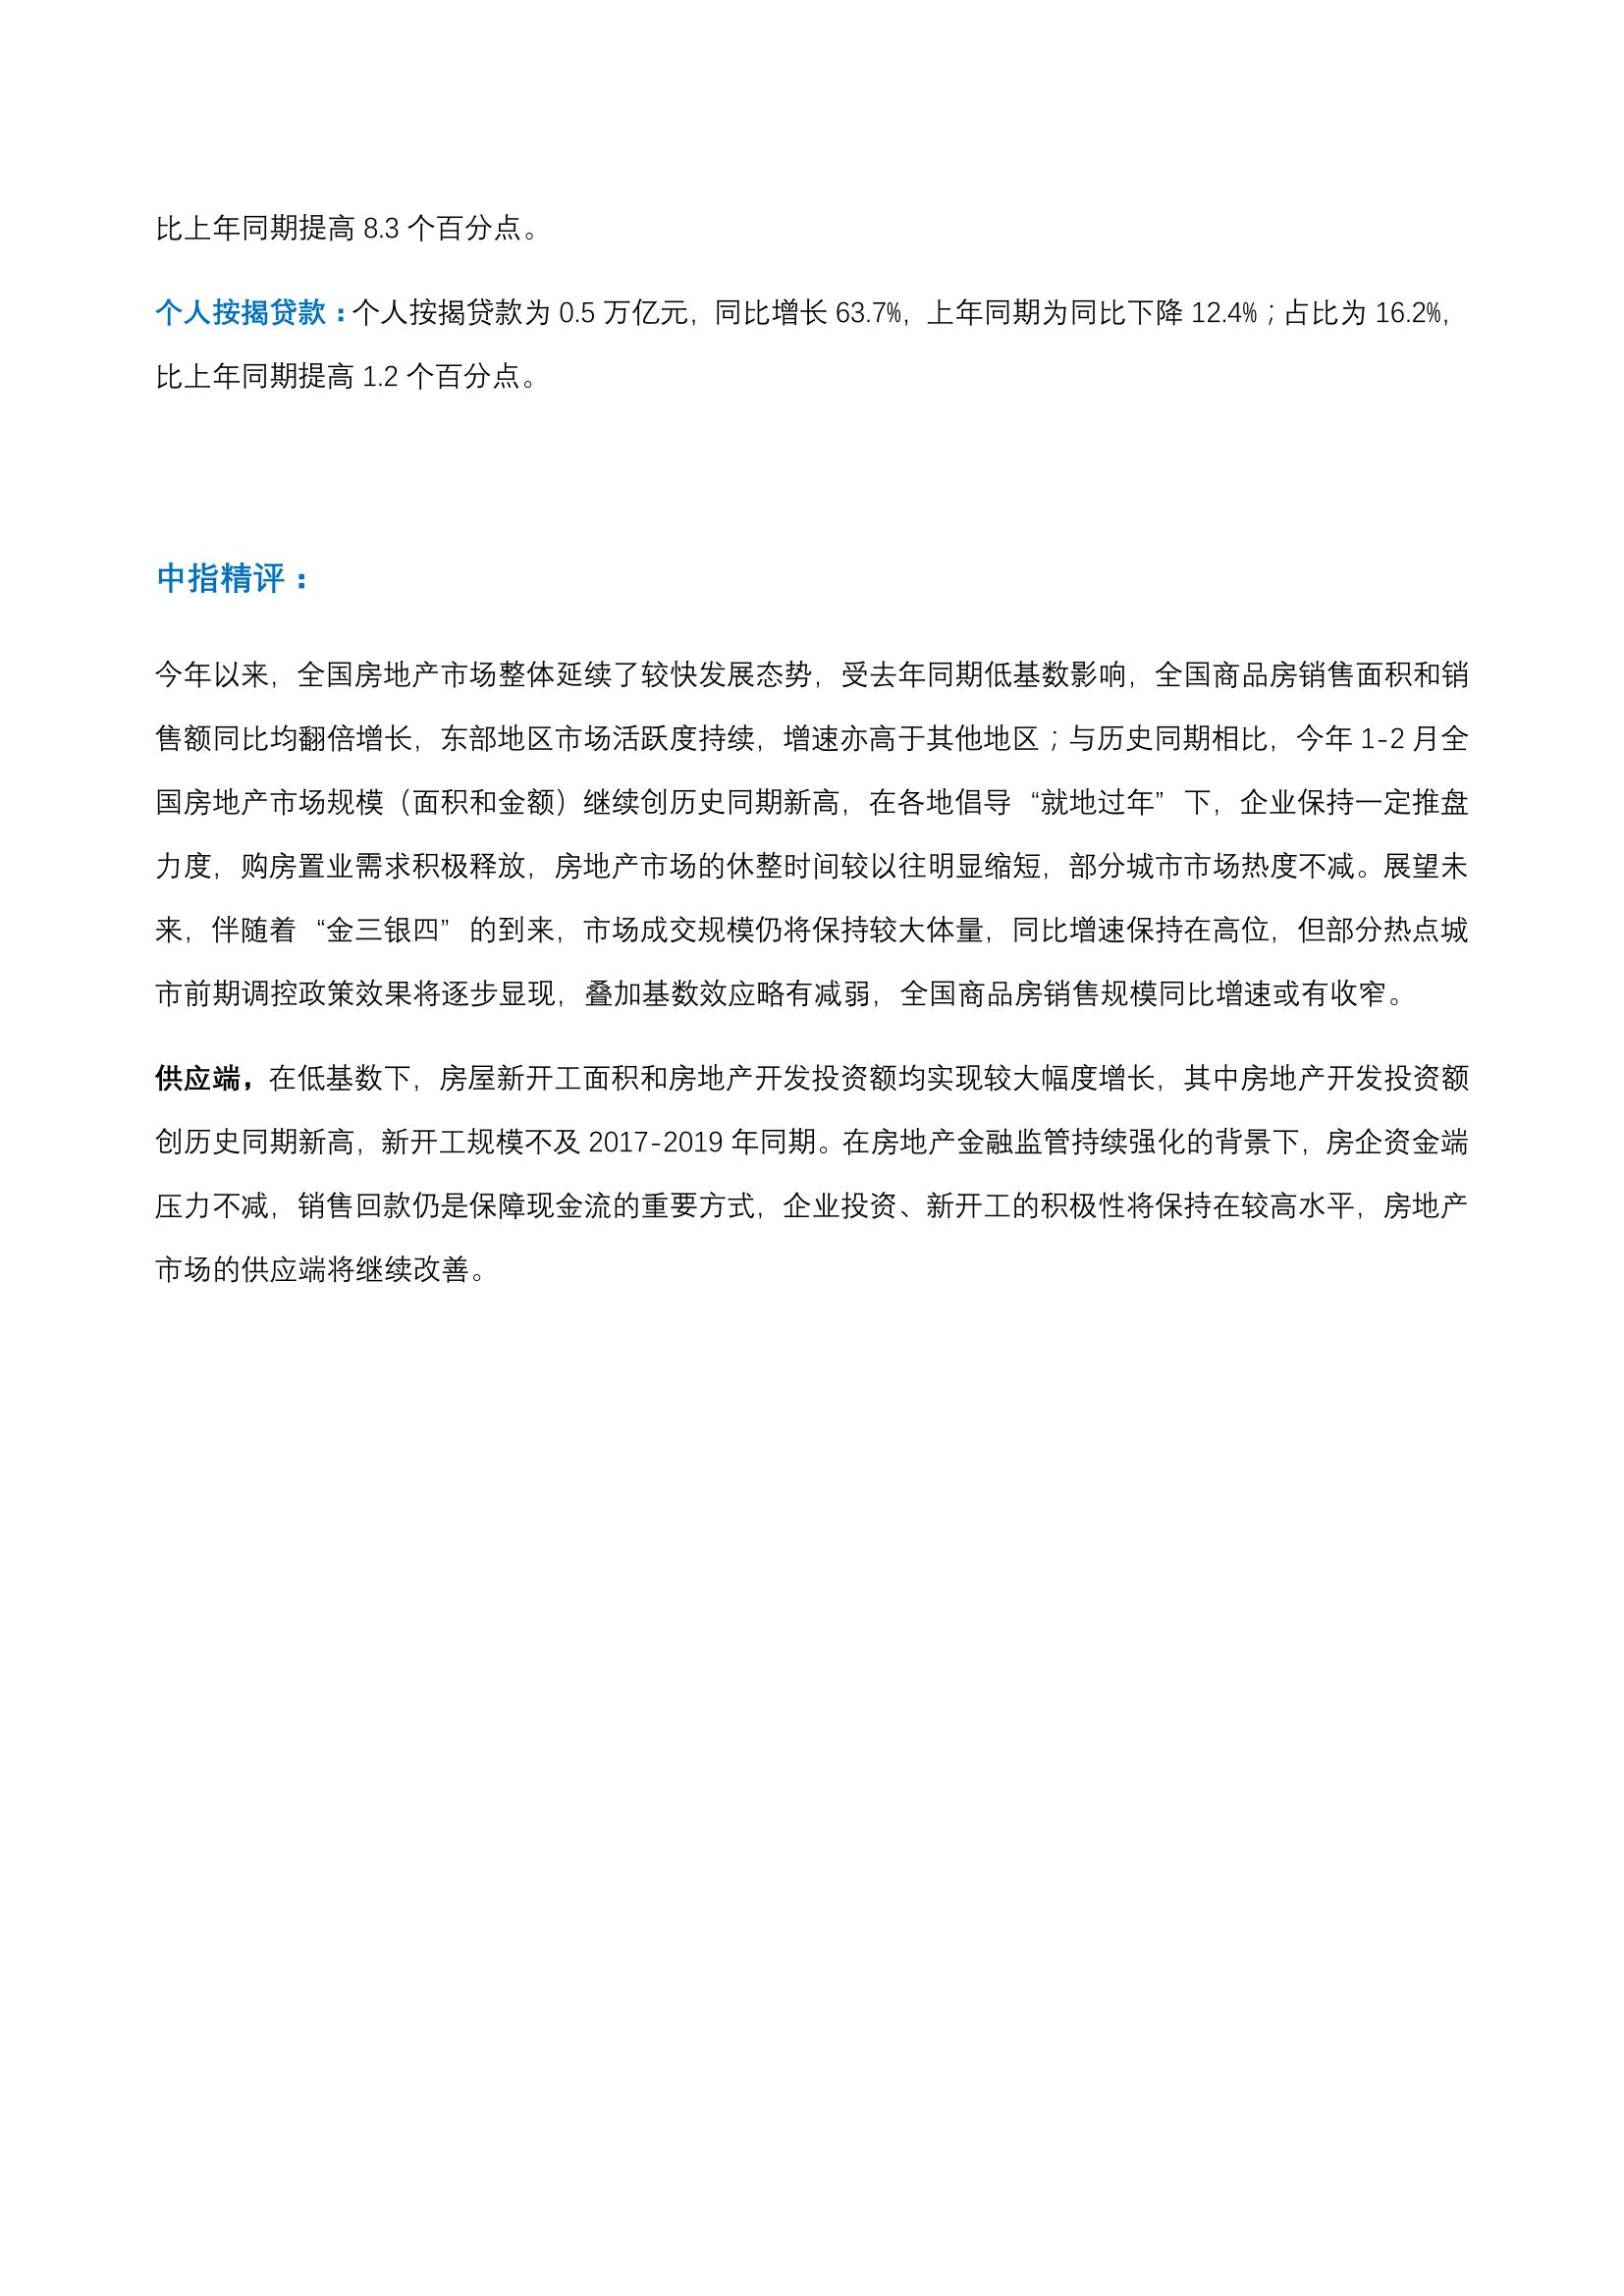 比上年同期提高 8.3 个百分点。
个人按揭贷款：个人按揭贷款为 0.5 万亿元，同比增长 63.7%，上年同期为同比下降 12.4%；占比为 16.2%，
比上年同期提高 1.2 个百分点。
中指精评：
今年以来，全国房地产市场整体延续了较快发展态势，受去年同期低基数影响，全国商品房销售面积和销
售额同比均翻倍增长，东部地区市场活跃度持续，增速亦高于其他地区；与历史同期相比，今年 1-2 月全
国房地产市场规模（面积和金额）继续创历史同期新高，在各地倡导“就地过年”下，企业保持一定推盘
力度，购房置业需求积极释放，房地产市场的休整时间较以往明显缩短，部分城市市场热度不减。展望未
来，伴随着“金三银四”的到来，市场成交规模仍将保持较大体量，同比增速保持在高位，但部分热点城
市前期调控政策效果将逐步显现，叠加基数效应略有减弱，全国商品房销售规模同比增速或有收窄。
供应端，在低基数下，房屋新开工面积和房地产开发投资额均实现较大幅度增长，其中房地产开发投资额
创历史同期新高，新开工规模不及 2017-2019 年同期。在房地产金融监管持续强化的背景下，房企资金端
压力不减，销售回款仍是保障现金流的重要方式，企业投资、新开工的积极性将保持在较高水平，房地产
市场的供应端将继续改善。